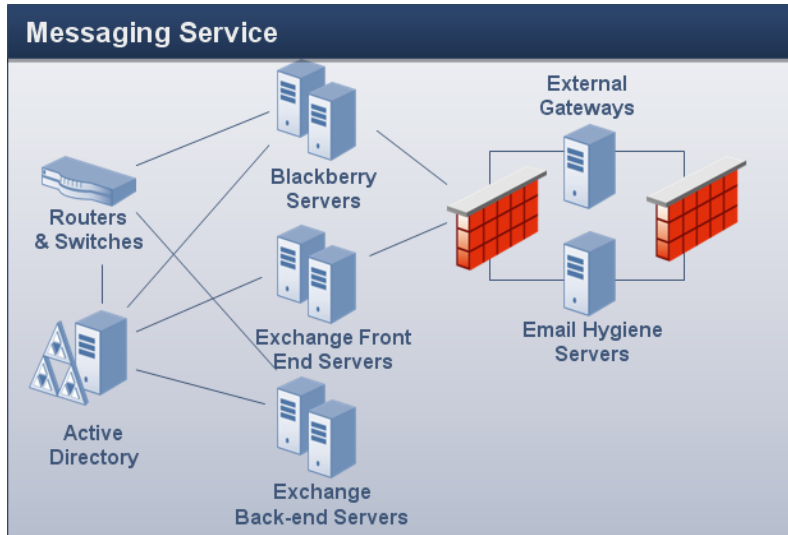 Messaging Service
External
Gateways
Blackberry
Servers
Routers
& Switches
Exchange Front
End Servers
Email Hygiene
Servers
Active
Directory
Exchange
Back-end Servers